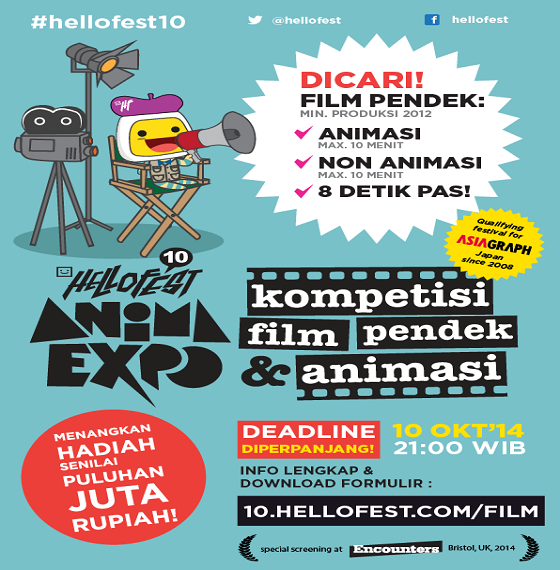 #hellofest10
@hellofest
hellofest
DICARI!
FILM PENDEK:
MIN. PRODUKSI 2012
ANIMASI
MAX. 10 MENIT
NON ANIMASI
MAX. 10 MENIT
8 DETIK PAS!
Hf
Qualifying
festival for
ASIAGRAPH
Japan
since 2008
10
HELLOFEST
ANIMA
EXPO
kompetisi
film pendek
& animasi
MENANGKAN
HADIAH
SENILAI
PULUHAN
JUTA
RUPIAH!
DEADLINE
DIPERPANJANG!
10 OKT'14
21:00 WIB
INFO LENGKAP &
DOWNLOAD FORMULIR :
10.HELLOFEST.COM/FILM
special screening at Encounters Bristol, UK, 2014